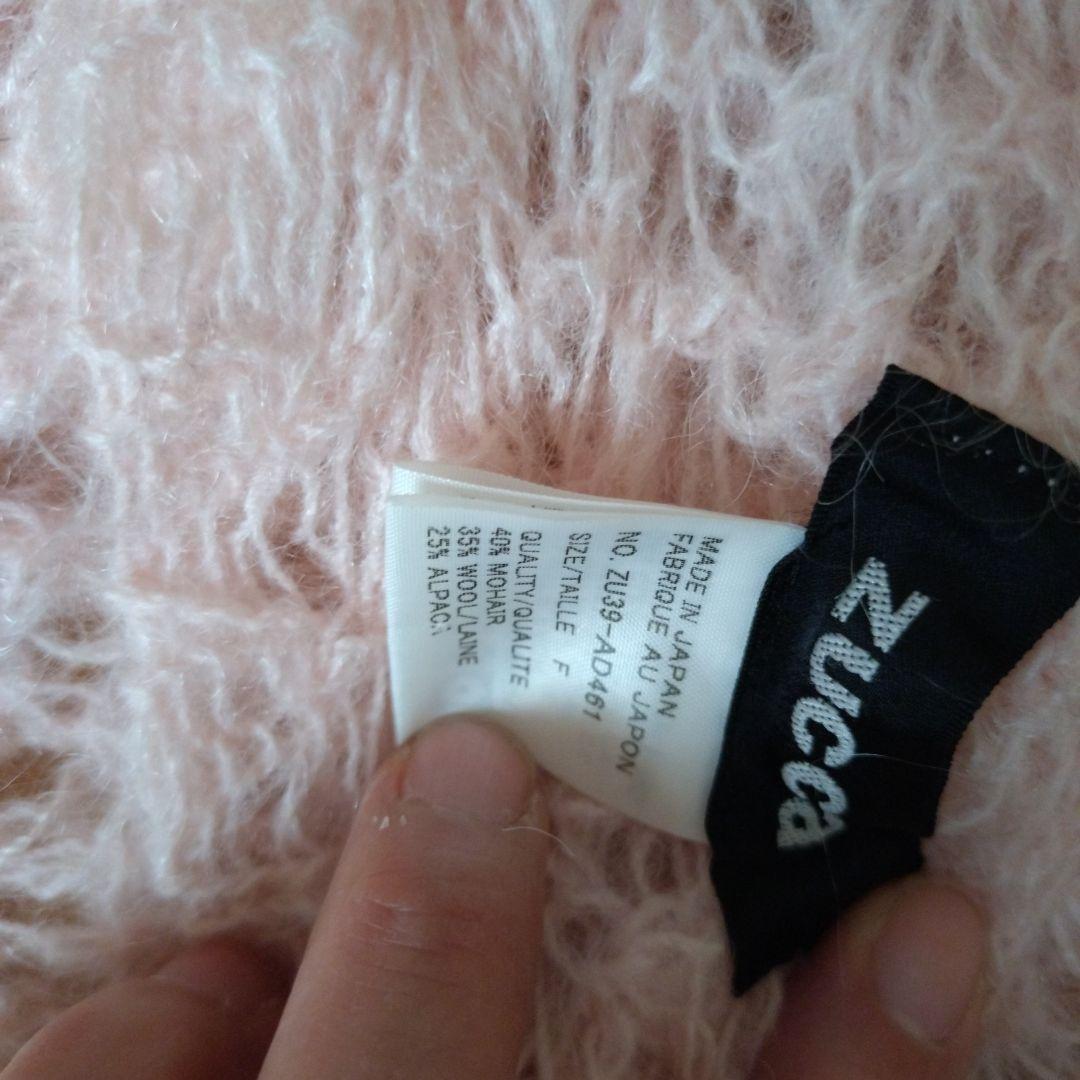 zucca
MADE IN JAPAN
FABRIQUE AU JAPON
NO. ZU39-AD461
SIZE/TAILLE F
QUALITY/QUALITE
40% MOHAIR
35% WOOL/LAINE
25% ALPACA